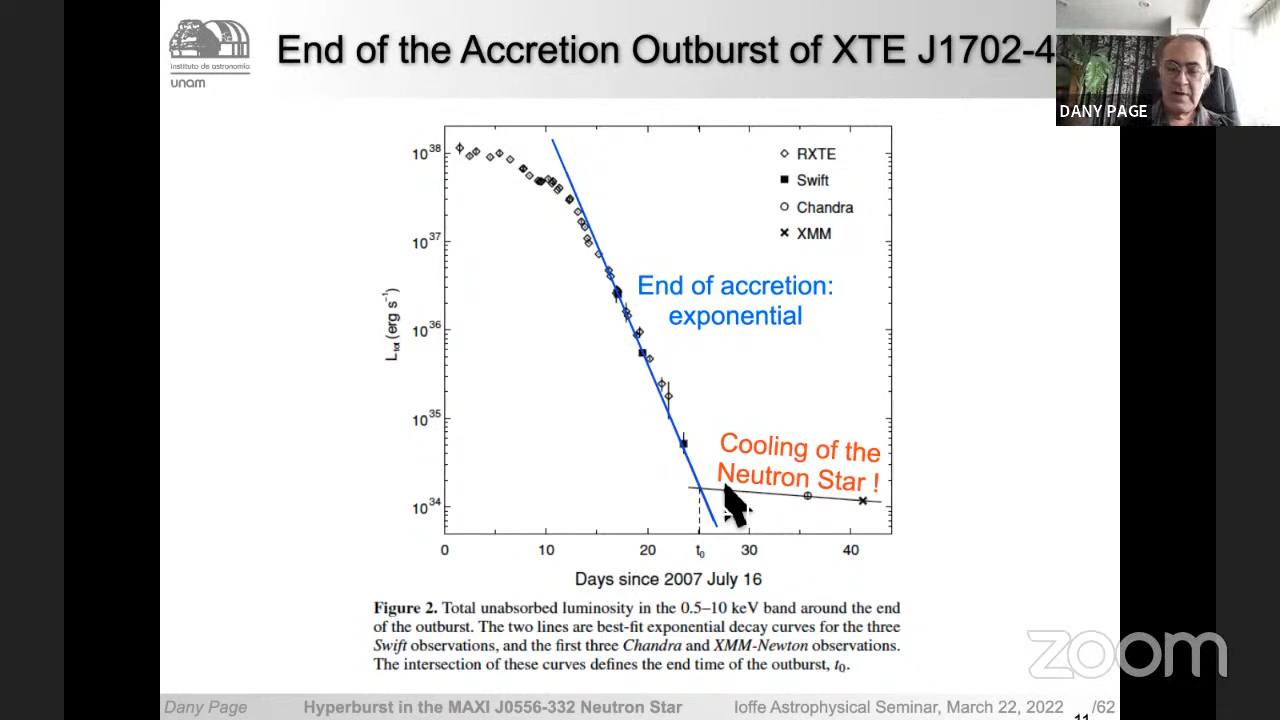 instituto de astronomía
unam
End of the Accretion Outburst of XTE J1702-4
DANY PAGE
10^38
10^37
10^36
10^35
10^34
L_tot (erg s^-1)
RXTE
Swift
Chandra
XMM
End of accretion:
exponential
Cooling of the
Neutron Star !
0
10
20
t_0
30
40
Days since 2007 July 16
Figure 2. Total unabsorbed luminosity in the 0.5–10 keV band around the end
of the outburst. The two lines are best-fit exponential decay curves for the three
Swift observations, and the first three Chandra and XMM-Newton observations.
The intersection of these curves defines the end time of the outburst, t_0.
zoom
Dany Page
Hyperburst in the MAXI J0556-332 Neutron Star
Ioffe Astrophysical Seminar, March 22, 2022
11/62